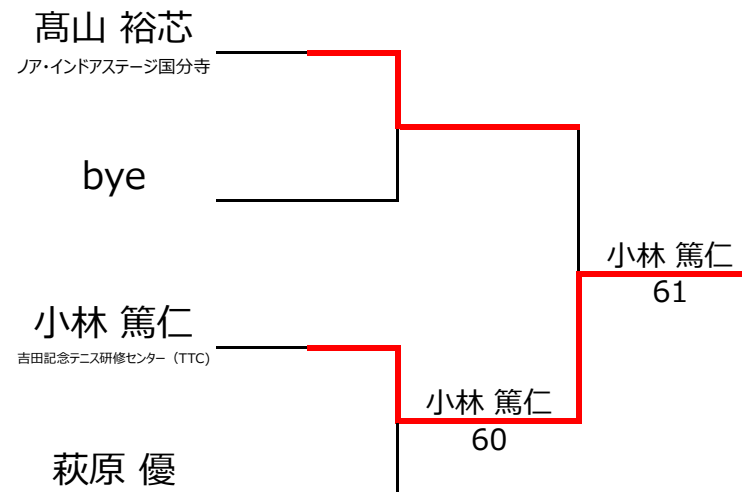 髙山 裕芯
ノア・インドアステージ国分寺
bye
小林 篤仁
61
小林 篤仁
吉田記念テニス研修センター（TTC)
小林 篤仁
60
萩原 優